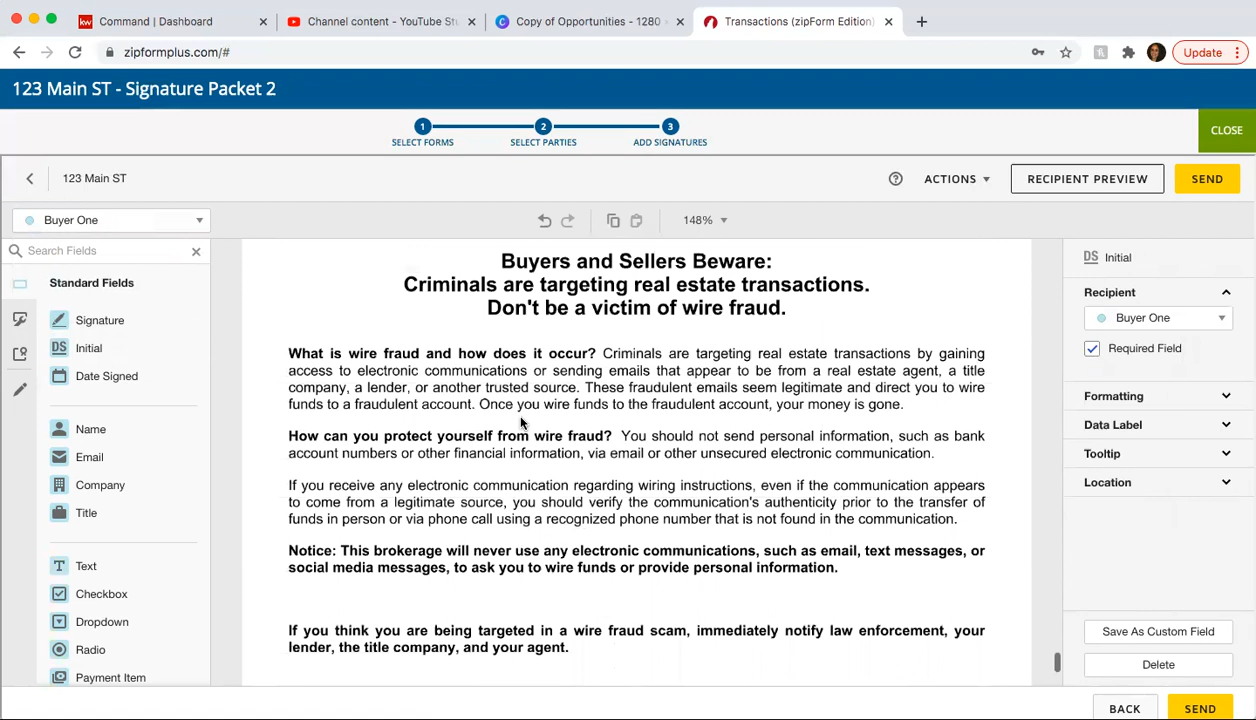 Command | Dashboard
Channel content - YouTube Stu
Copy of Opportunities - 1280
Transactions (zipForm Edition)
zipformplus.com/#
Update
123 Main ST - Signature Packet 2
1
2
3
SELECT FORMS
SELECT PARTIES
ADD SIGNATURES
CLOSE
123 Main ST
ACTIONS
RECIPIENT PREVIEW
SEND
Buyer One
148%
Search Fields
Standard Fields
Signature
DS Initial
Date Signed
Name
Email
Company
Title
T Text
Checkbox
Dropdown
Radio
Payment Item
Buyers and Sellers Beware:
Criminals are targeting real estate transactions.
Don't be a victim of wire fraud.
What is wire fraud and how does it occur? Criminals are targeting real estate transactions by gaining
access to electronic communications or sending emails that appear to be from a real estate agent, a title
company, a lender, or another trusted source. These fraudulent emails seem legitimate and direct you to wire
funds to a fraudulent account. Once you wire funds to the fraudulent account, your money is gone.
How can you protect yourself from wire fraud? You should not send personal information, such as bank
account numbers or other financial information, via email or other unsecured electronic communication.
If you receive any electronic communication regarding wiring instructions, even if the communication appears
to come from a legitimate source, you should verify the communication's authenticity prior to the transfer of
funds in person or via phone call using a recognized phone number that is not found in the communication.
Notice: This brokerage will never use any electronic communications, such as email, text messages, or
social media messages, to ask you to wire funds or provide personal information.
If you think you are being targeted in a wire fraud scam, immediately notify law enforcement, your
lender, the title company, and your agent.
DS Initial
Recipient
Buyer One
Required Field
Formatting
Data Label
Tooltip
Location
Save As Custom Field
Delete
BACK
SEND